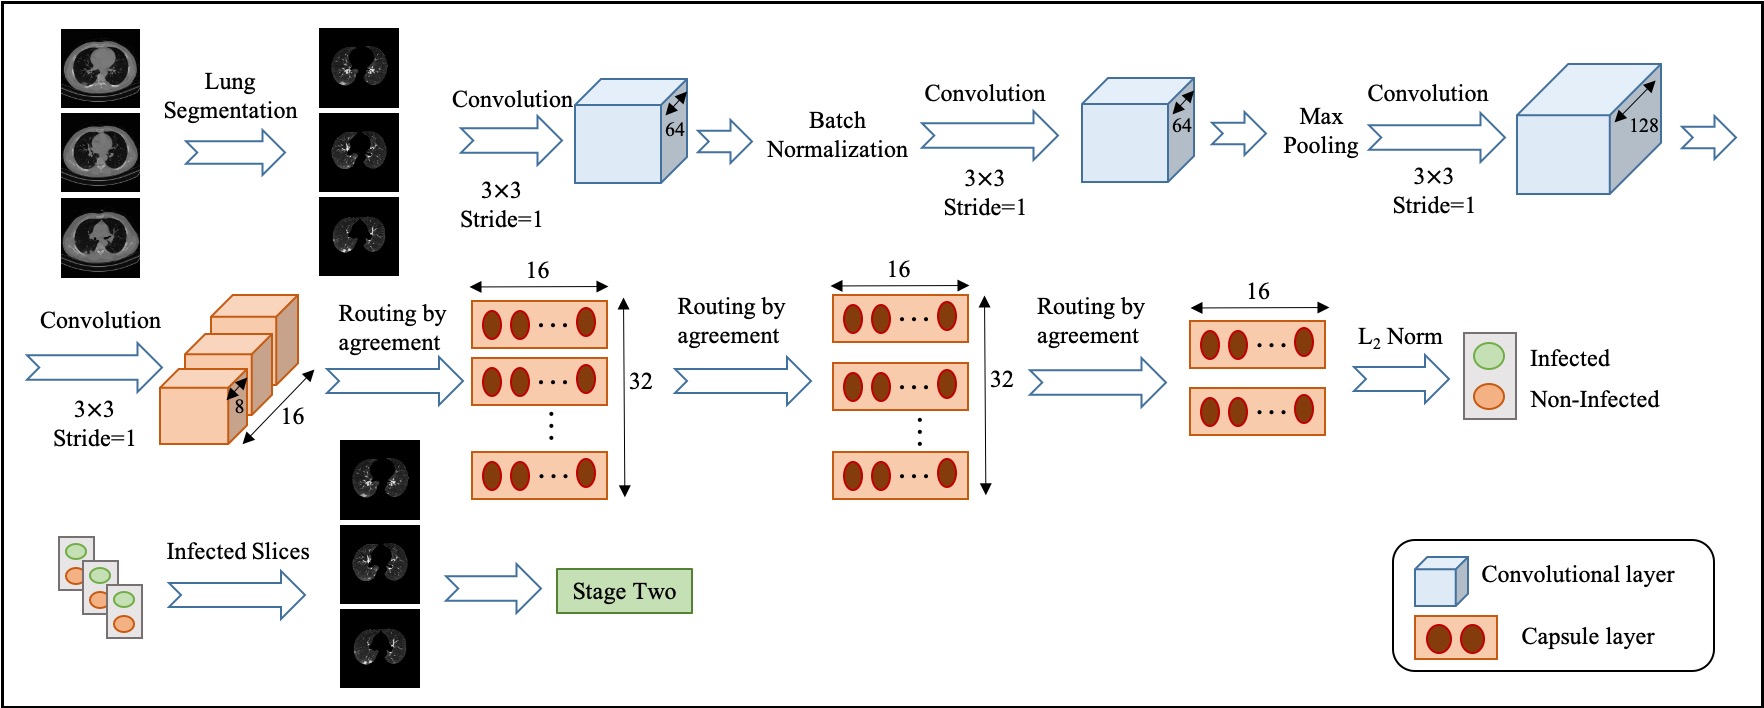 Lung
Segmentation
Convolution
3×3
Stride=1
64
Batch
Normalization
Convolution
3×3
Stride=1
64
Max
Pooling
Convolution
3×3
Stride=1
128
Convolution
3×3
Stride=1
8
16
Routing by
agreement
16
32
Routing by
agreement
16
32
Routing by
agreement
16
L₂ Norm
Infected
Non-Infected
Infected Slices
Stage Two
Convolutional layer
Capsule layer